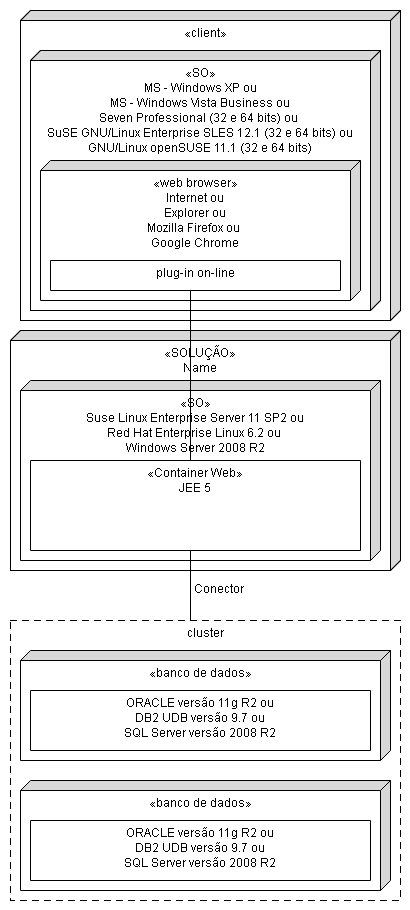 «client»
«SO»
MS - Windows XP ou
MS - Windows Vista Business ou
Seven Professional (32 e 64 bits) ou
SuSE GNU/Linux Enterprise SLES 12.1 (32 e 64 bits) ou
GNU/Linux openSUSE 11.1 (32 e 64 bits)
«web browser»
Internet ou
Explorer ou
Mozilla Firefox ou
Google Chrome
plug-in on-line
«SOLUÇÃO»
Name
«SO»
Suse Linux Enterprise Server 11 SP2 ou
Red Hat Enterprise Linux 6.2 ou
Windows Server 2008 R2
«Container Web»
JEE 5
Conector
cluster
«banco de dados»
ORACLE versão 11g R2 ou
DB2 UDB versão 9.7 ou
SQL Server versão 2008 R2
«banco de dados»
ORACLE versão 11g R2 ou
DB2 UDB versão 9.7 ou
SQL Server versão 2008 R2